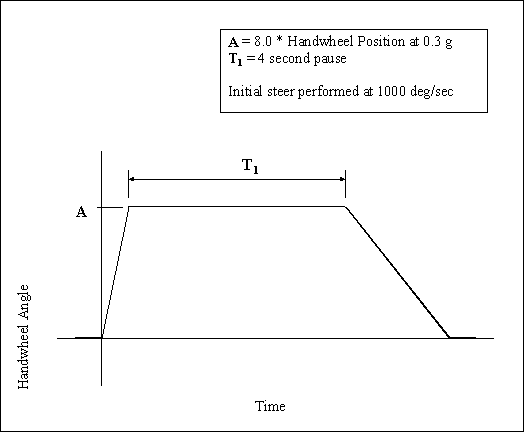 A = 8.0 * Handwheel Position at 0.3 g
T1 = 4 second pause
Initial steer performed at 1000 deg/sec
T1
A
Handwheel Angle
Time